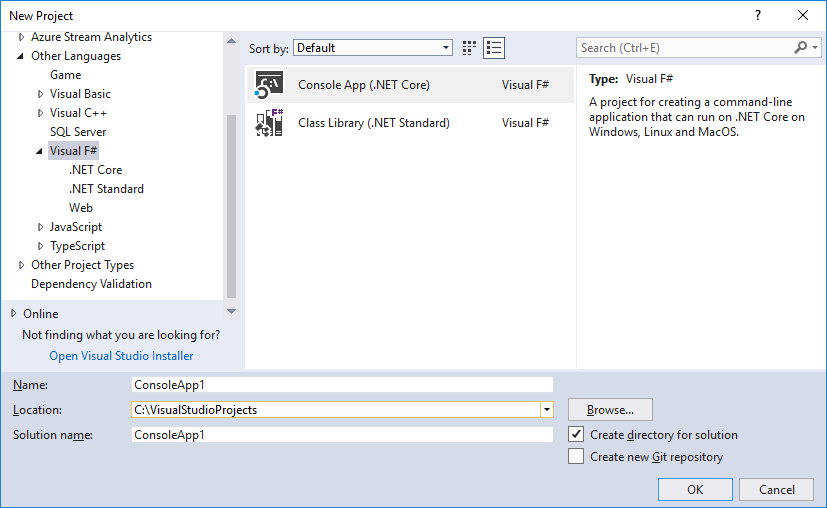 New Project
?
Azure Stream Analytics
Other Languages
Game
Visual Basic
Visual C++
SQL Server
Visual F#
.NET Core
.NET Standard
Web
JavaScript
TypeScript
Other Project Types
Dependency Validation
Online
Not finding what you are looking for?
Open Visual Studio Installer
Sort by: Default
Console App (.NET Core) Visual F#
F# Class Library (.NET Standard) Visual F#
Search (Ctrl+E)
Type: Visual F#
A project for creating a command-line
application that can run on .NET Core on
Windows, Linux and MacOS.
Name: ConsoleApp1
Location: C:\VisualStudioProjects Browse...
Solution name: ConsoleApp1 Create directory for solution
Create new Git repository
OK Cancel